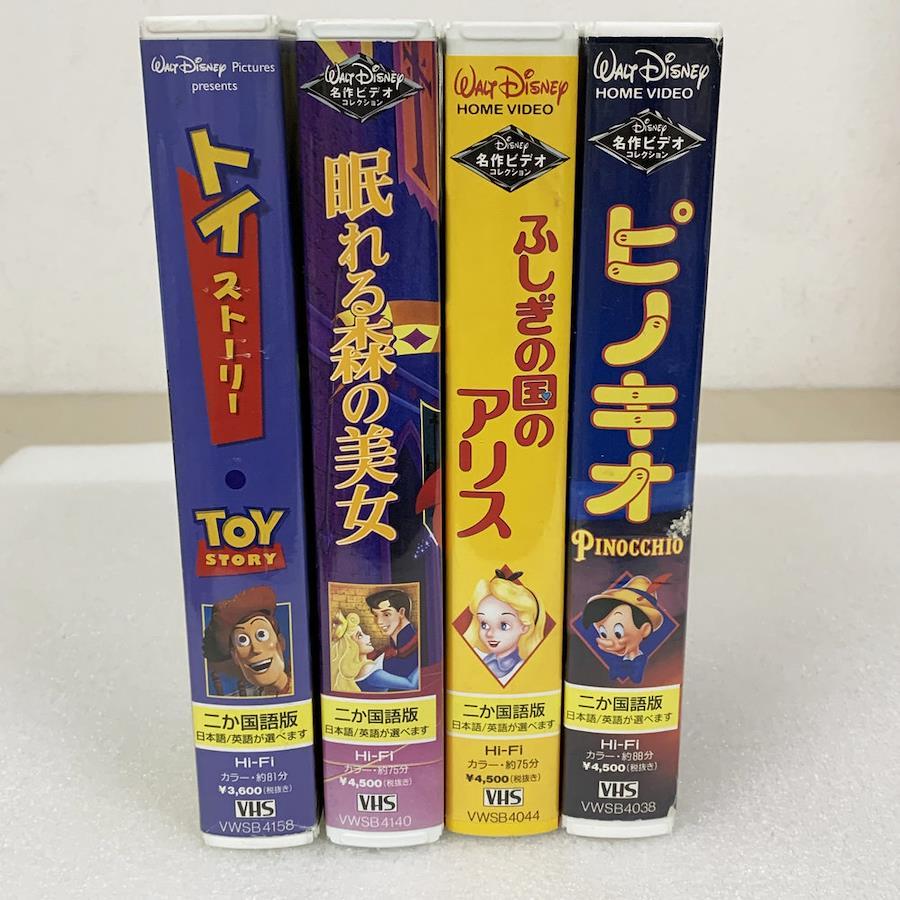 WALT DISNEY Pictures
presents
トイ
ストーリー
TOY
STORY
二か国語版
日本語/英語が選べます
Hi-Fi
カラー・約81分
¥3,600(税抜き)
VHS
VWSB4158
WALT DISNEY
名作ビデオ
コレクション
眠れる森の美女
二か国語版
日本語/英語が選べます
Hi-Fi
カラー・約75分
¥4,500(税抜き)
VHS
VWSB4140
WALT DISNEY
HOME VIDEO
DISNEY
名作ビデオ
コレクション
ふしぎの国の
アリス
二か国語版
日本語/英語が選べます
Hi-Fi
カラー・約75分
¥4,500(税抜き)
VHS
VWSB4044
WALT DISNEY
HOME VIDEO
DISNEY
名作ビデオ
コレクション
ピノキオ
PINOCCHIO
二か国語版
日本語/英語が選べます
Hi-Fi
カラー・約88分
¥4,500(税抜き)
VHS
VWSB4038